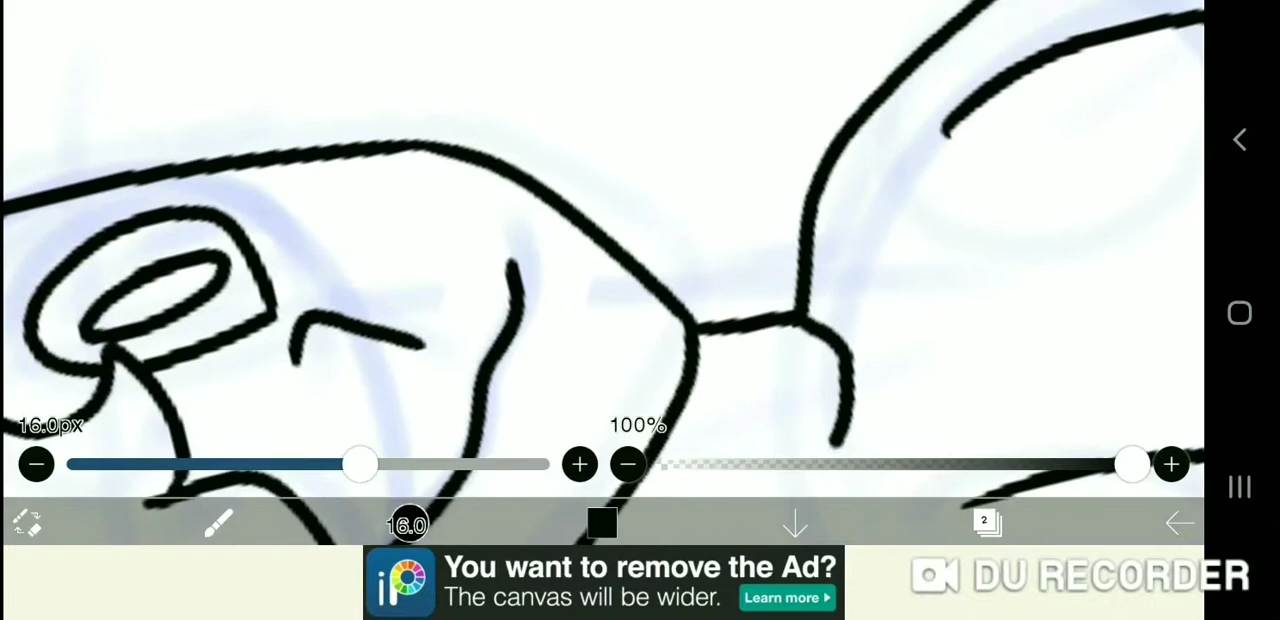 16.0px
100%
16.0
2
iP
You want to remove the Ad?
The canvas will be wider.
Learn more
DU RECORDER